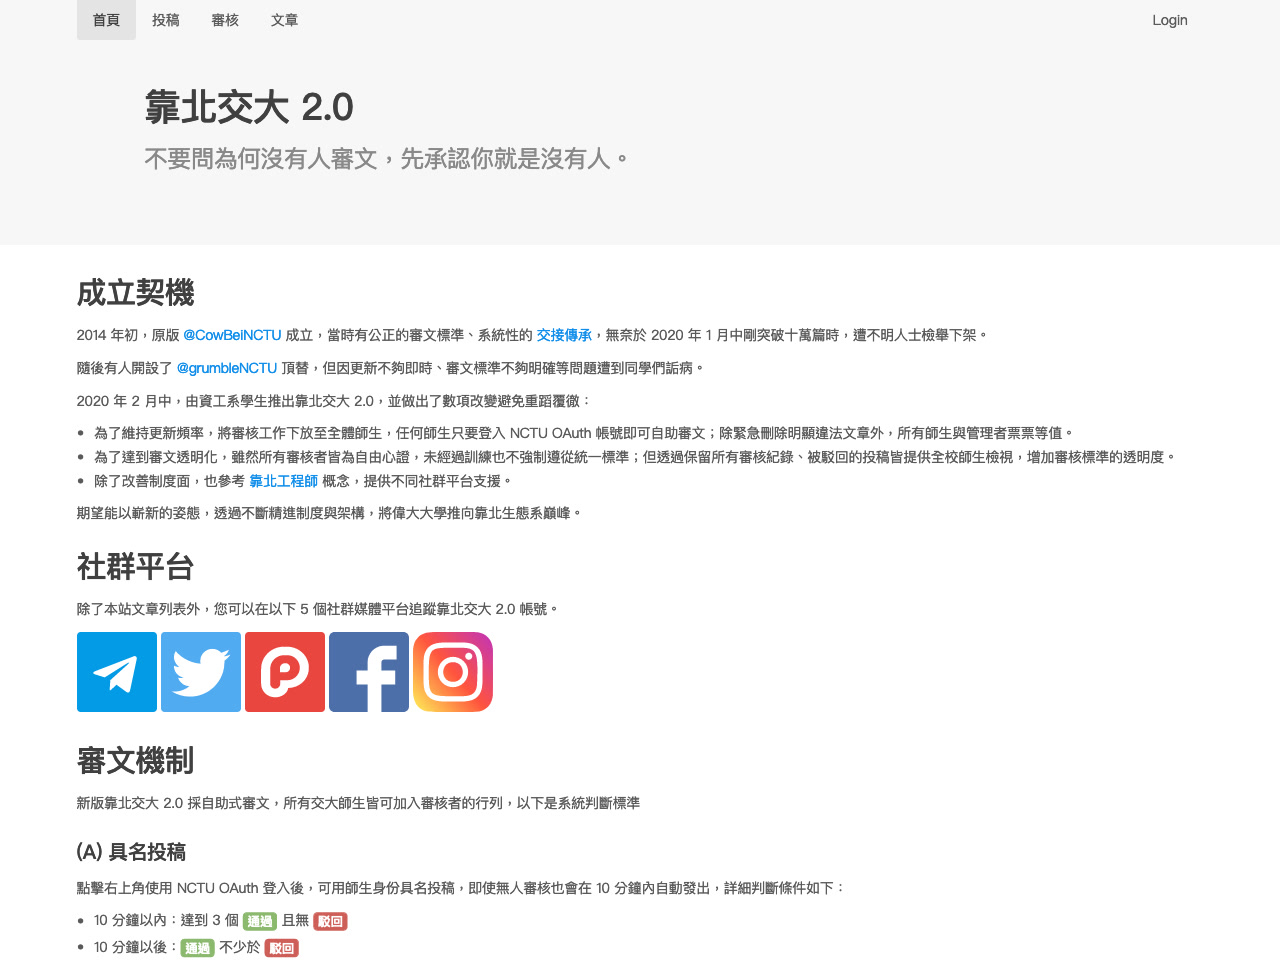 首頁 投稿 審核 文章 Login
靠北交大 2.0
不要問為何沒有人審文，先承認你就是沒有人。
成立契機
2014 年初，原版 @CowBeiNCTU 成立，當時有公正的審文標準、系統性的 交接傳承，無奈於 2020 年 1 月中剛突破十萬篇時，遭不明人士檢舉下架。
隨後有人開設了 @grumbleNCTU 頂替，但因更新不夠即時、審文標準不夠明確等問題遭到同學們詬病。
2020 年 2 月中，由資工系學生推出靠北交大 2.0，並做出了數項改變避免重蹈覆徹：
• 為了維持更新頻率，將審核工作下放至全體師生，任何師生只要登入 NCTU OAuth 帳號即可自助審文；除緊急刪除明顯違法文章外，所有師生與管理者票票等值。
• 為了達到審文透明化，雖然所有審核者皆為自由心證，未經過訓練也不強制遵從統一標準；但透過保留所有審核紀錄、被駁回的投稿皆提供全校師生檢視，增加審核標準的透明度。
• 除了改善制度面，也參考 靠北工程師 概念，提供不同社群平台支援。
期望能以嶄新的姿態，透過不斷精進制度與架構，將偉大大學推向靠北生態系巔峰。
社群平台
除了本站文章列表外，您可以在以下 5 個社群媒體平台追蹤靠北交大 2.0 帳號。
審文機制
新版靠北交大 2.0 採自助式審文，所有交大師生皆可加入審核者的行列，以下是系統判斷標準
(A) 具名投稿
點擊右上角使用 NCTU OAuth 登入後，可用師生身份具名投稿，即使無人審核也會在 10 分鐘內自動發出，詳細判斷條件如下：
• 10 分鐘以內：達到 3 個 通過 且無 駁回
• 10 分鐘以後：通過 不少於 駁回